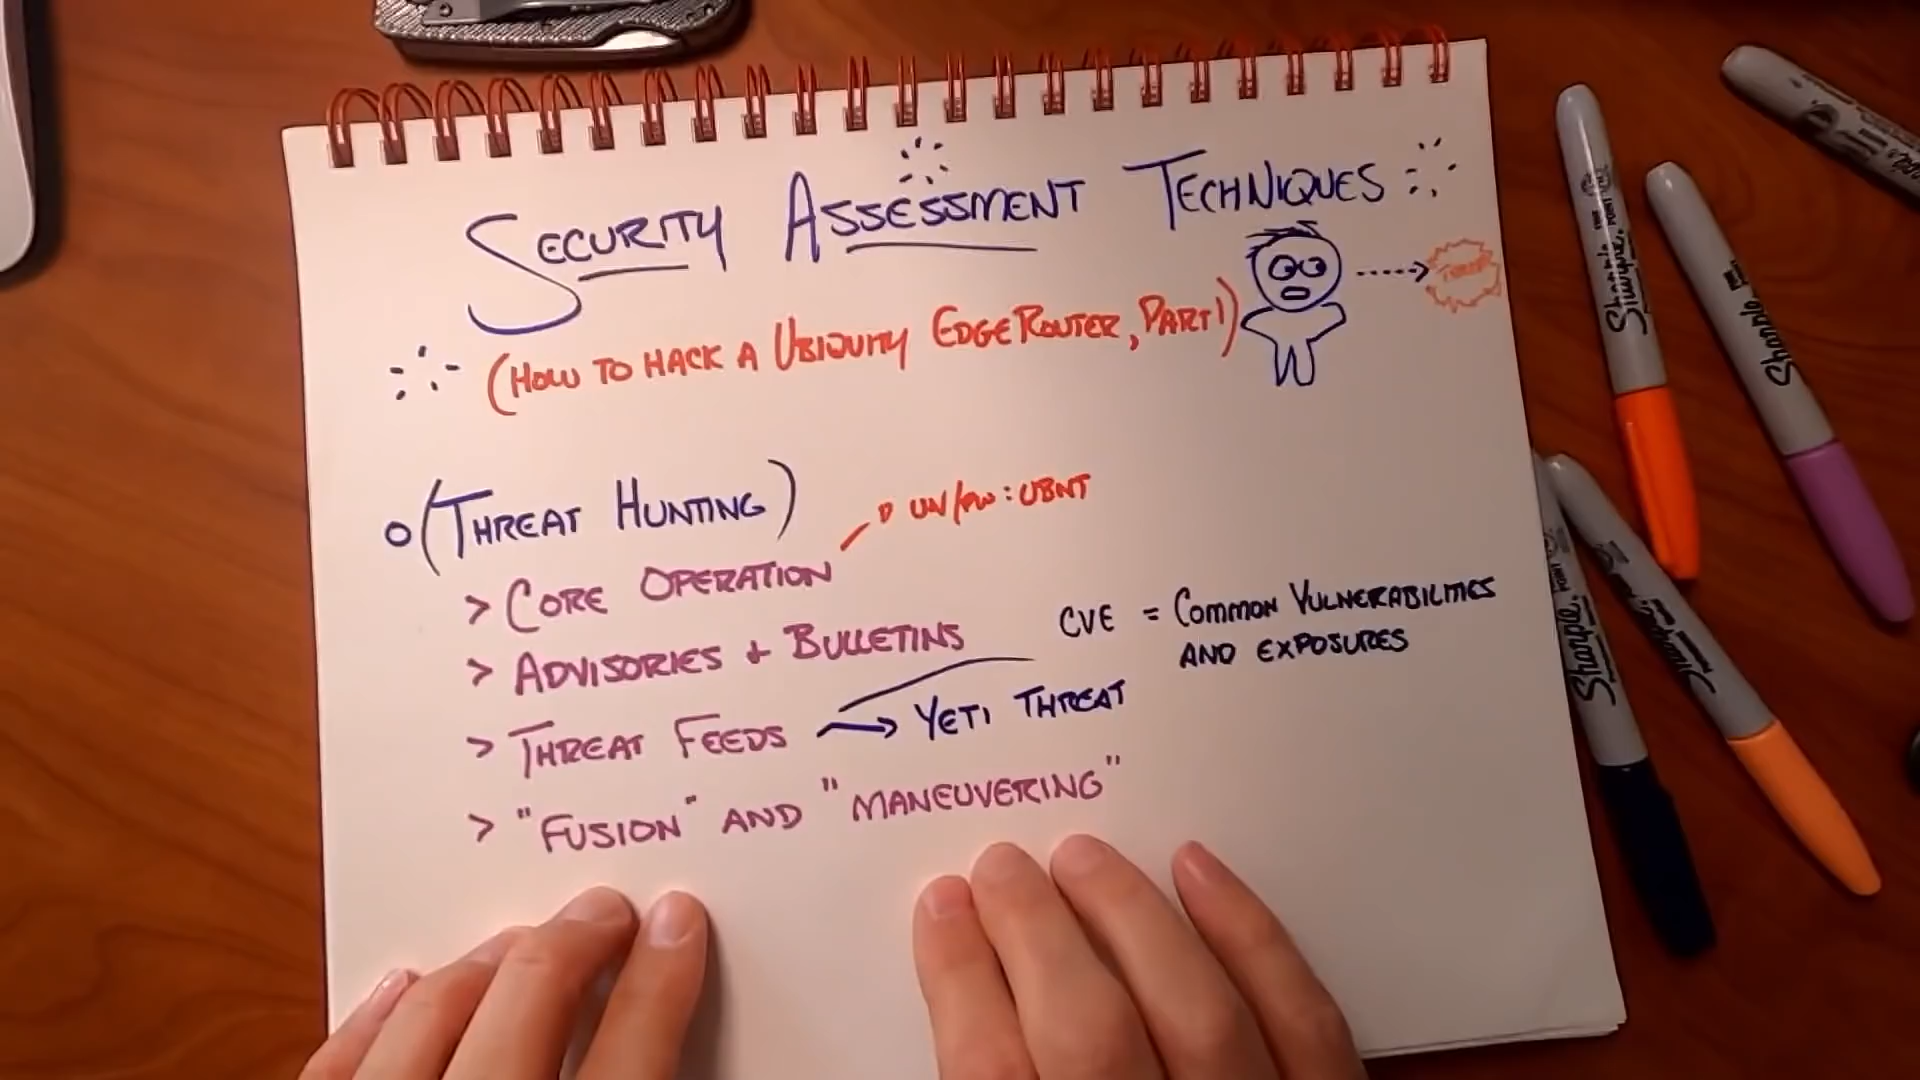 SECURITY ASSESSMENT TECHNIQUES
(HOW TO HACK A UBIQUITY EDGEROUTER, PART 1)
(THREAT HUNTING)
UN/PW: UBNT
> CORE OPERATION
> ADVISORIES + BULLETINS
CVE = COMMON VULNERABILITIES
AND EXPOSURES
> THREAT FEEDS → YETI THREAT
> "FUSION" AND "MANEUVERING"
Sharpie
Sharpie
Sharpie
Sharpie